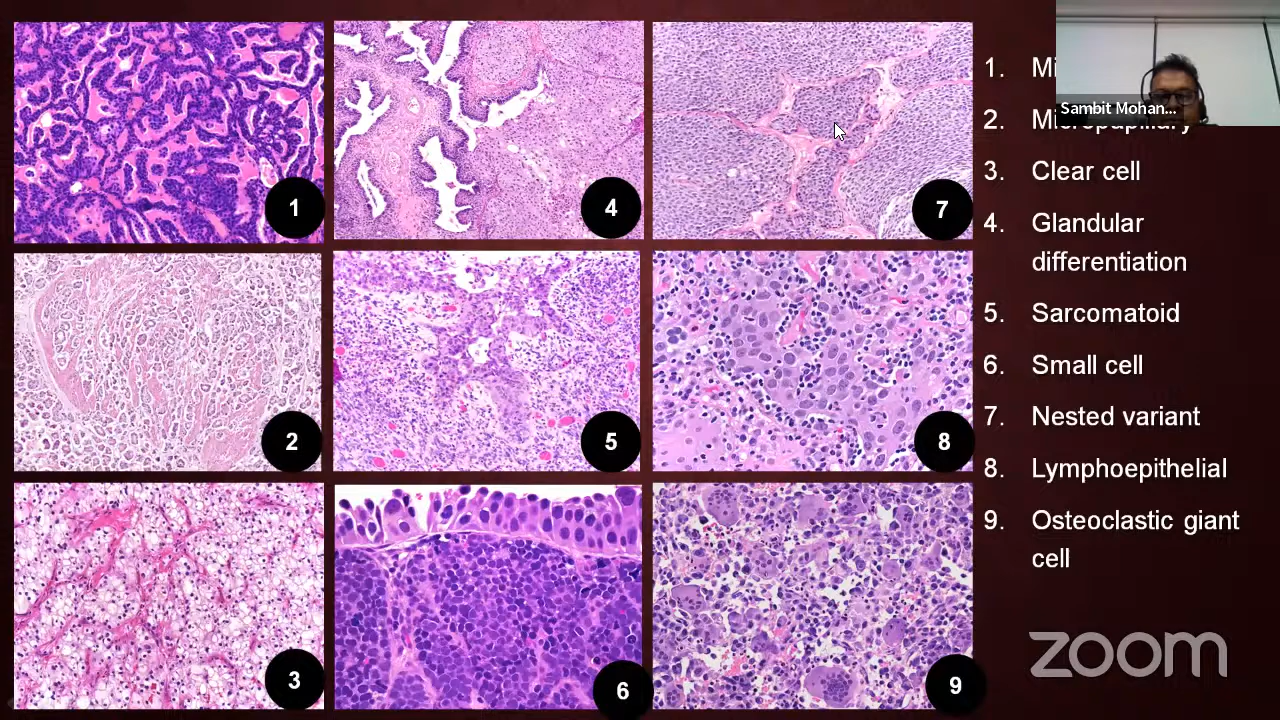 1
4
7
2
5
8
3
6
9
1. Mi
Sambit Mohan...
2. Micropapillary
3. Clear cell
4. Glandular
differentiation
5. Sarcomatoid
6. Small cell
7. Nested variant
8. Lymphoepithelial
9. Osteoclastic giant
cell
zoom